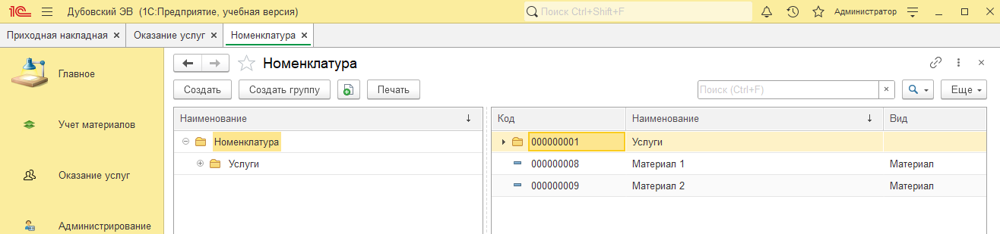 1С Дубовский ЭВ (1С:Предприятие, учебная версия) Поиск Ctrl+Shift+F Администратор
Приходная накладная × Оказание услуг × Номенклатура ×
Главное
Учет материалов
Оказание услуг
Администрирование
Номенклатура
Создать Создать группу Печать Поиск (Ctrl+F) × Еще
Наименование ↓
Номенклатура
Услуги
Код Наименование ↓ Вид
000000001 Услуги
000000008 Материал 1 Материал
000000009 Материал 2 Материал